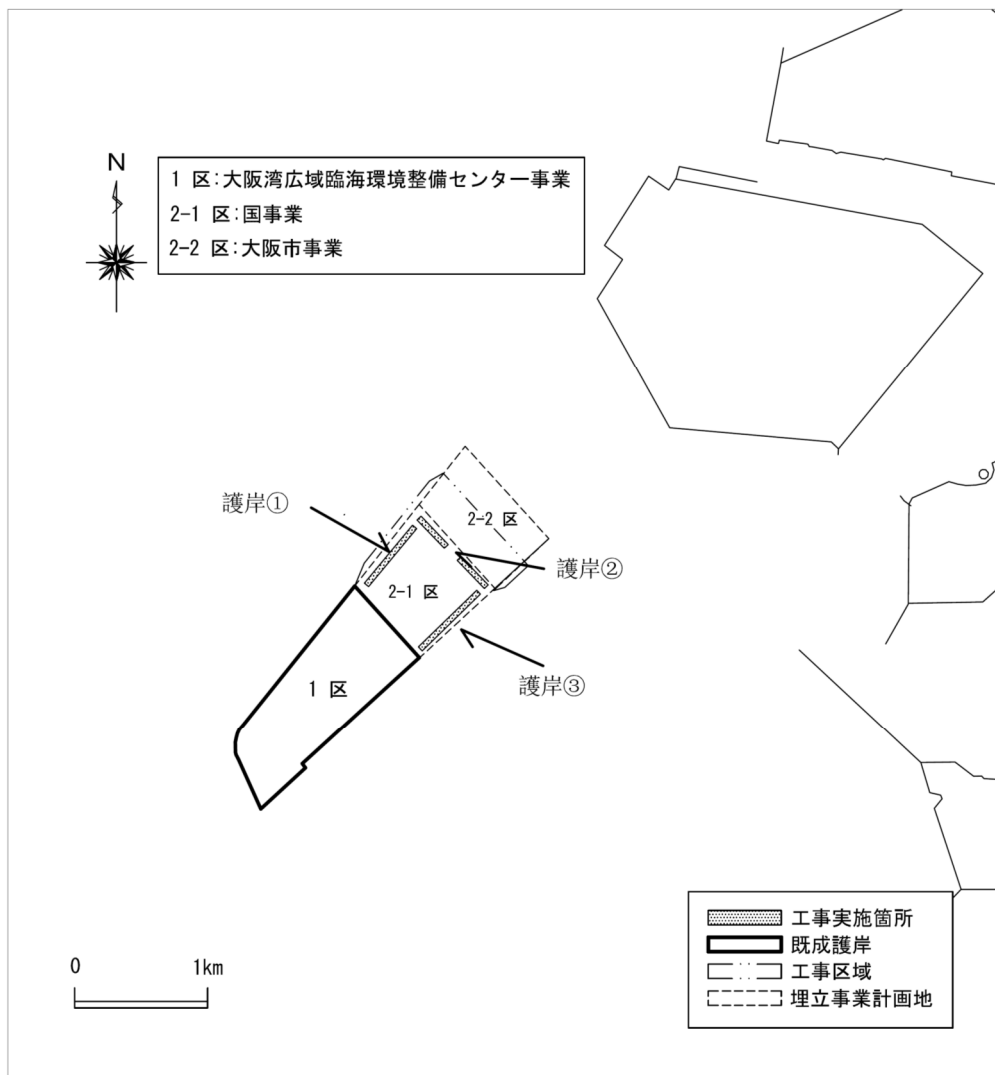 N
1 区:大阪湾広域臨海環境整備センター事業
2-1 区:国事業
2-2 区:大阪市事業
護岸①
2-2 区
護岸②
2-1 区
護岸③
1 区
0 1km
工事実施箇所
既成護岸
工事区域
埋立事業計画地